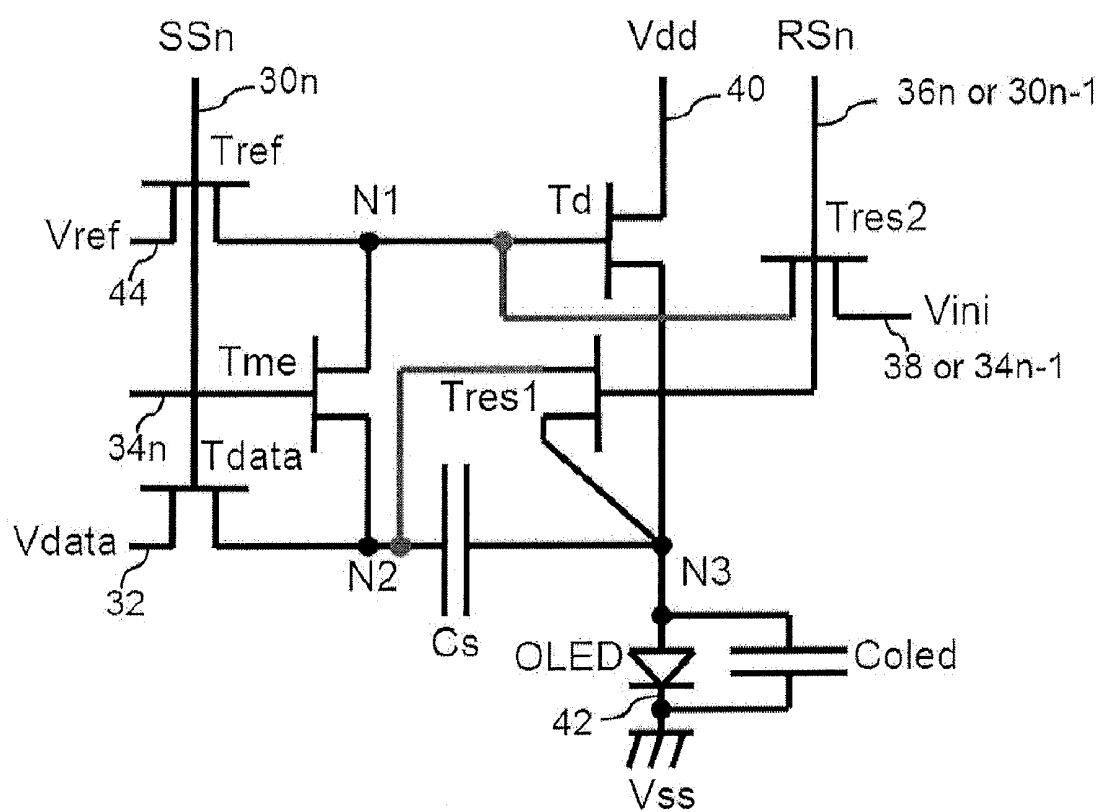 SSn
Vdd
RSn
30n
40
36n or 30n-1
Tref
N1
Td
Tres2
Vref
44
Vini
38 or 34n-1
Tme
Tres1
34n
Tdata
Vdata
32
N2
N3
Cs
OLED
Coled
42
Vss